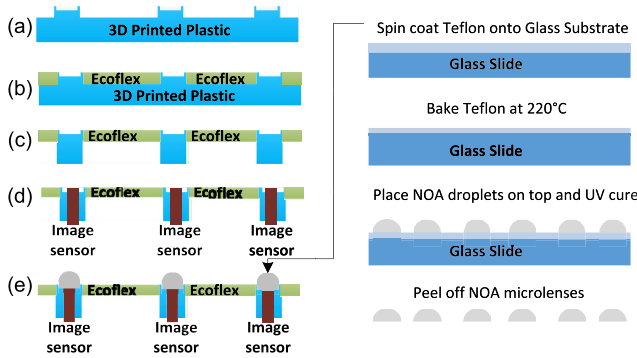 (a)
3D Printed Plastic
(b)
Ecoflex Ecoflex
3D Printed Plastic
(c)
Ecoflex Ecoflex
(d)
Ecoflex Ecoflex
Image sensor Image sensor Image sensor
(e)
Ecoflex Ecoflex
Image sensor Image sensor Image sensor
Spin coat Teflon onto Glass Substrate
Glass Slide
Bake Teflon at 220°C
Glass Slide
Place NOA droplets on top and UV cure
Glass Slide
Peel off NOA microlenses